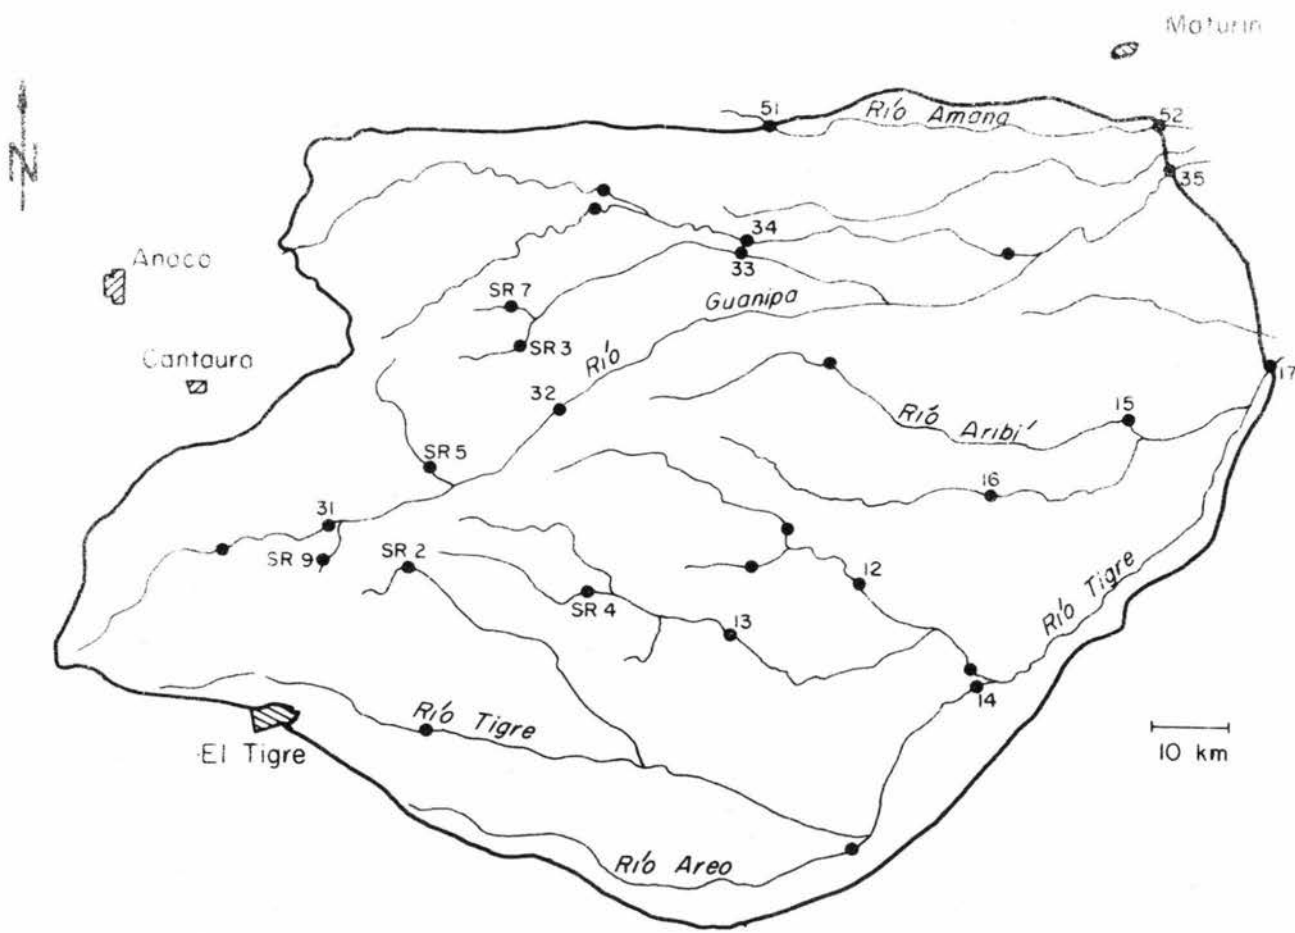 Maturin
51
Río Amana
52
35
34
33
Anaco
SR 7
Guanipa
SR 3
Río
Cantaura
17
32
15
Río Aribí
SR 5
16
31
SR 9
SR 2
12
SR 4
Río Tigre
13
14
Río Tigre
El Tigre
10 km
Río Areo